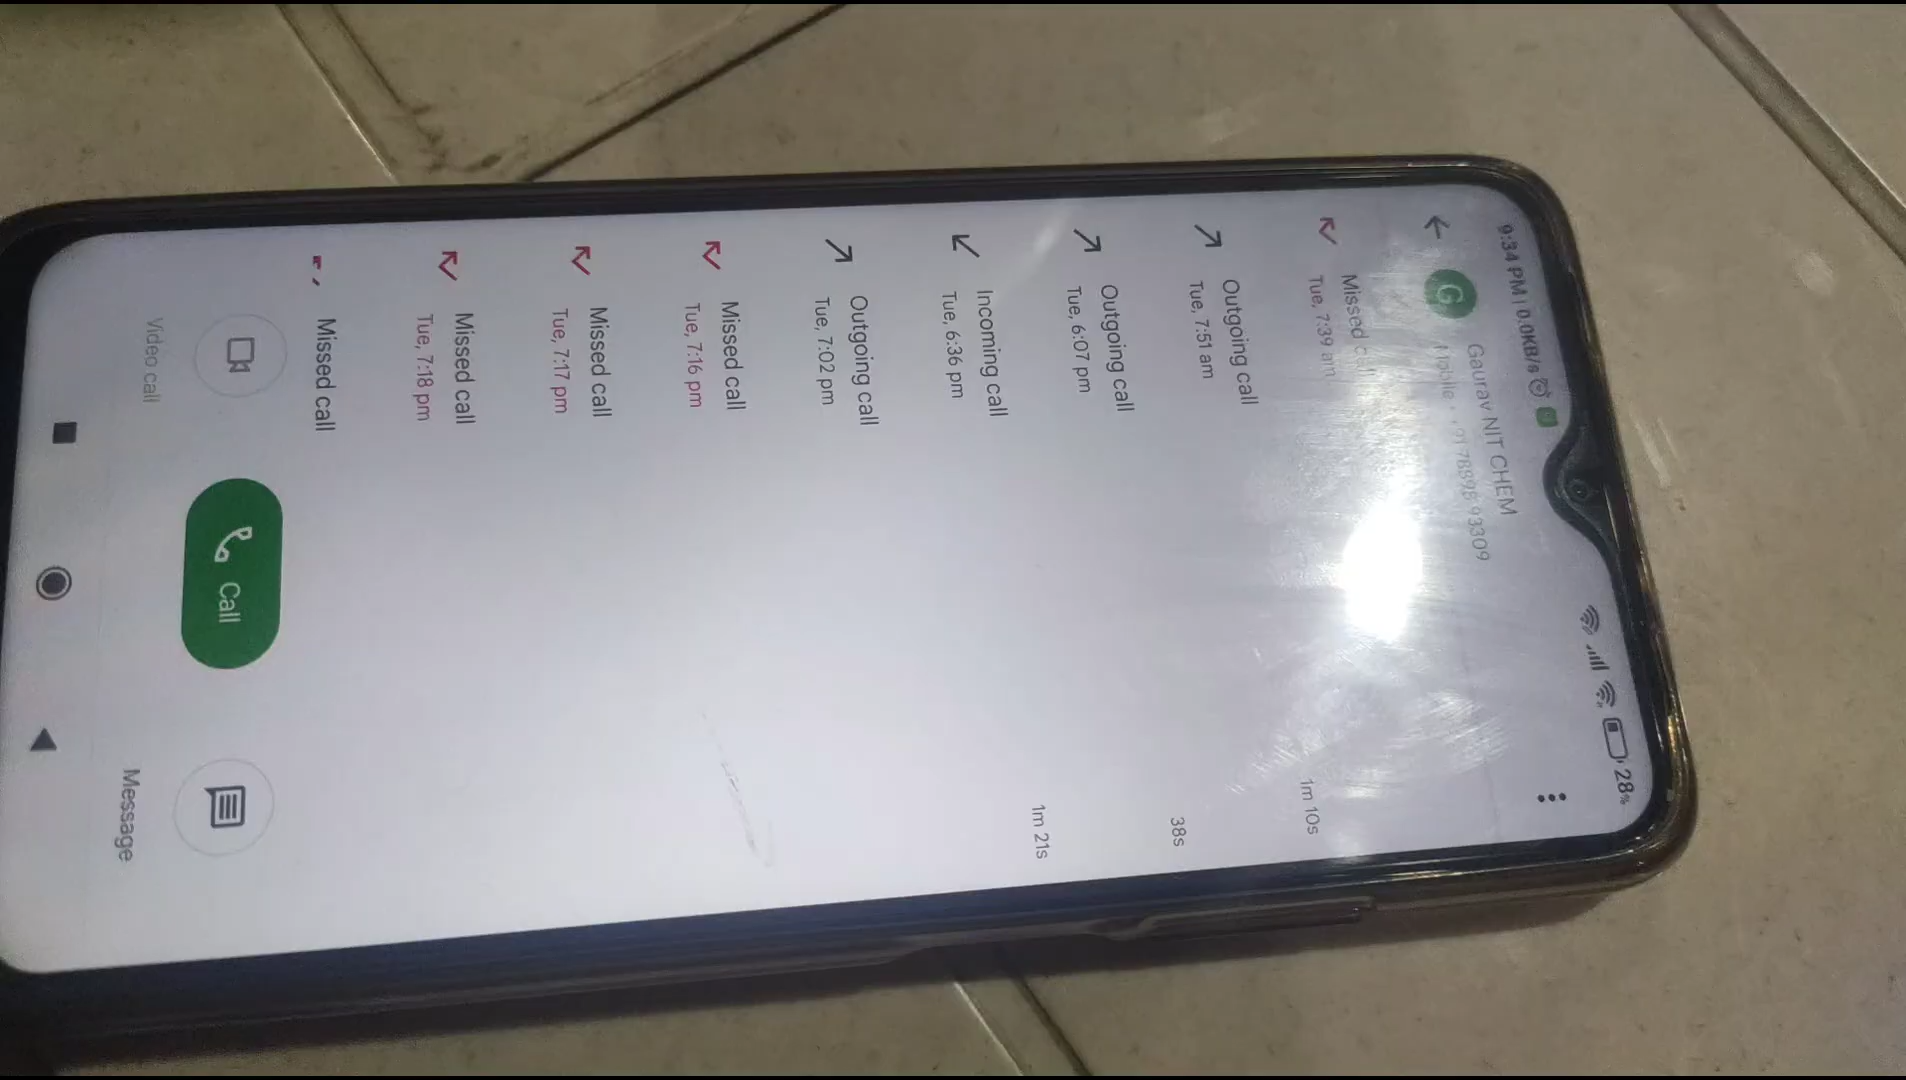 9:34 PM | 0.0KB/s 28%
Gaurav NIT CHEM
Mobile
Missed
Tue, 7:39 am
Outgoing call
Tue, 7:51 am
1m 10s
Outgoing call
Tue, 6:07 pm
38s
Incoming call
Tue, 6:36 pm
1m 21s
Outgoing call
Tue, 7:02 pm
Missed call
Tue, 7:16 pm
Missed call
Tue, 7:17 pm
Missed call
Tue, 7:18 pm
Missed call
Call
Video call
Message